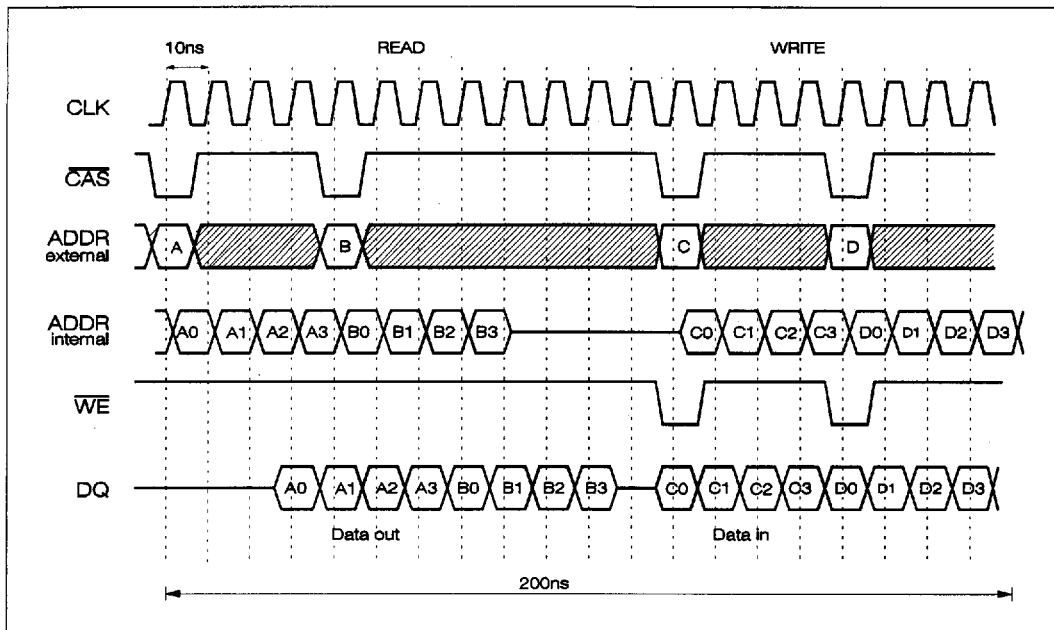 10ns READ WRITE
CLK
CAS
ADDR external A B C D
ADDR internal A0 A1 A2 A3 B0 B1 B2 B3 C0 C1 C2 C3 D0 D1 D2 D3
WE
DQ A0 A1 A2 A3 B0 B1 B2 B3 C0 C1 C2 C3 D0 D1 D2 D3
Data out Data in
200ns